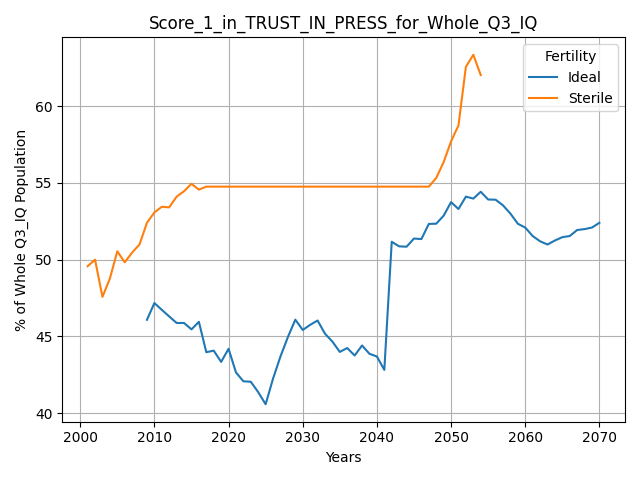 Score_1_in_TRUST_IN_PRESS_for_Whole_Q3_IQ
Fertility
Ideal
Sterile
% of Whole Q3_IQ Population
60
55
50
45
40
2000 2010 2020 2030 2040 2050 2060 2070
Years